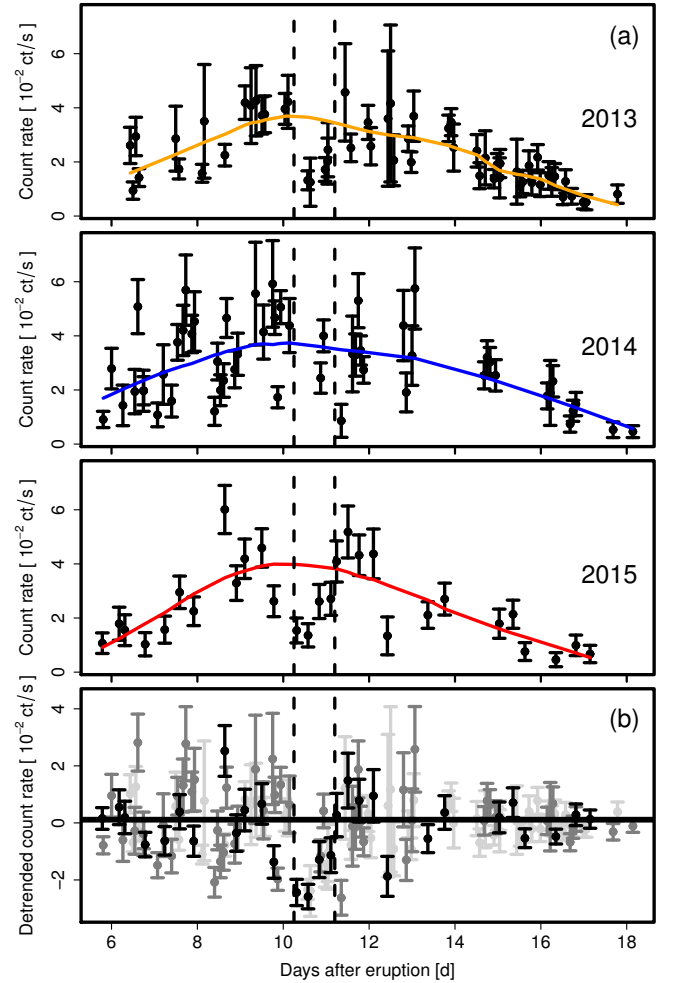 (a)
2013
Count rate [ 10⁻² ct/s ]
0 2 4 6
2014
Count rate [ 10⁻² ct/s ]
0 2 4 6
2015
Count rate [ 10⁻² ct/s ]
0 2 4 6
(b)
Detrended count rate [ 10⁻² ct/s ]
−2 0 2 4
6 8 10 12 14 16 18
Days after eruption [d]